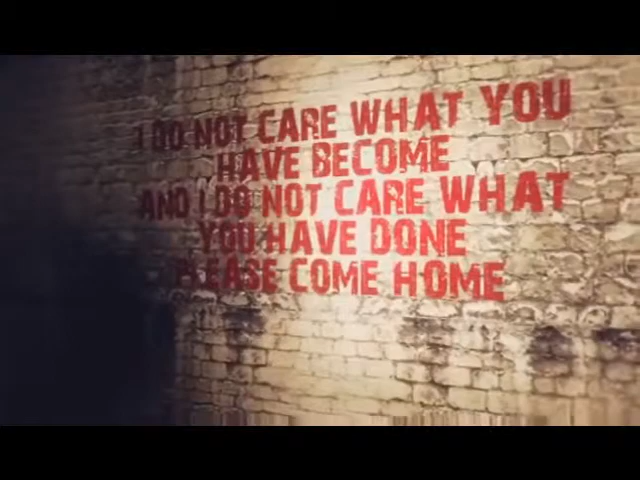 I DO NOT CARE WHAT YOU
HAVE BECOME
AND I DO NOT CARE WHAT
YOU HAVE DONE
PLEASE COME HOME